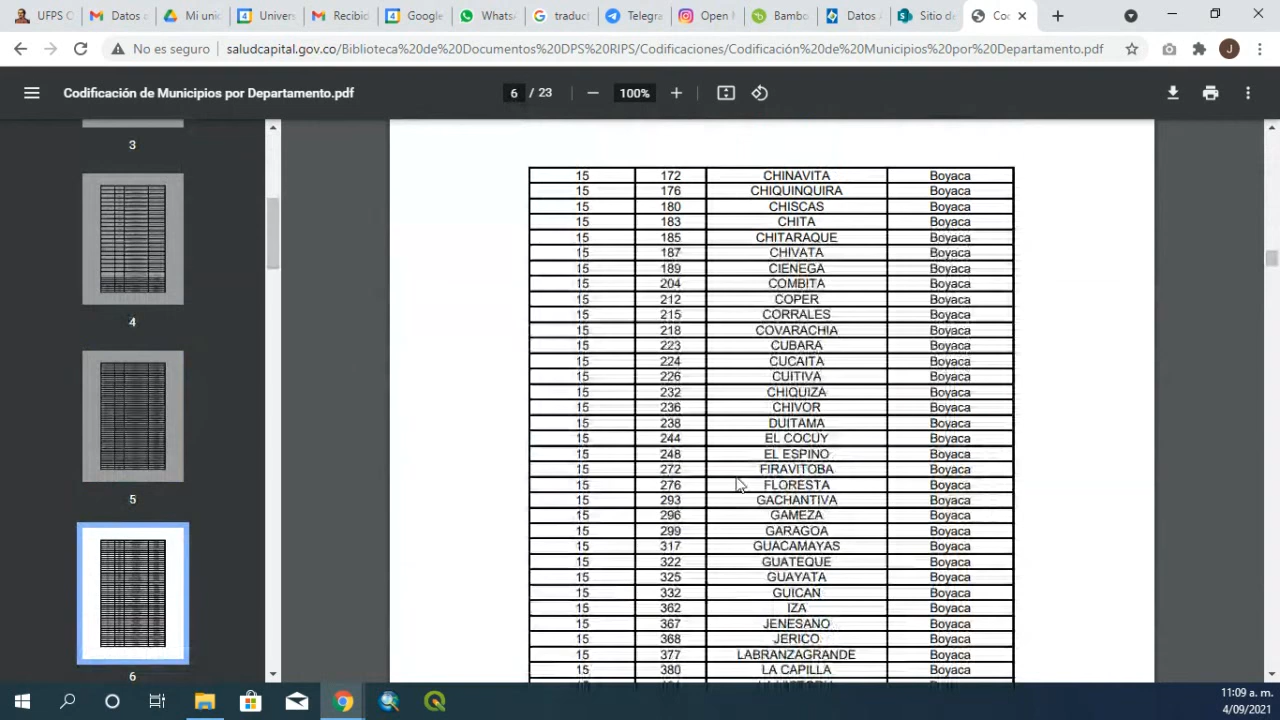 UFPS C
Datos c
Mi unic
Univers
Recibid
Google
WhatsA
traduct
Telegra
Open M
Bambo
Datos A
Sitio de
Coc
No es seguro
saludcapital.gov.co/Biblioteca%20de%20Documentos%20DPS%20RIPS/Codificaciones/Codificación%20de%20Municipios%20por%20Departamento.pdf
J
Codificación de Municipios por Departamento.pdf
6 / 23
100%
3
4
5
6
15 172 CHINAVITA Boyaca
15 176 CHIQUINQUIRA Boyaca
15 180 CHISCAS Boyaca
15 183 CHITA Boyaca
15 185 CHITARAQUE Boyaca
15 187 CHIVATA Boyaca
15 189 CIENEGA Boyaca
15 204 COMBITA Boyaca
15 212 COPER Boyaca
15 215 CORRALES Boyaca
15 218 COVARACHIA Boyaca
15 223 CUBARA Boyaca
15 224 CUCAITA Boyaca
15 226 CUITIVA Boyaca
15 232 CHIQUIZA Boyaca
15 236 CHIVOR Boyaca
15 238 DUITAMA Boyaca
15 244 EL COCUY Boyaca
15 248 EL ESPINO Boyaca
15 272 FIRAVITOBA Boyaca
15 276 FLORESTA Boyaca
15 293 GACHANTIVA Boyaca
15 296 GAMEZA Boyaca
15 299 GARAGOA Boyaca
15 317 GUACAMAYAS Boyaca
15 322 GUATEQUE Boyaca
15 325 GUAYATA Boyaca
15 332 GUICAN Boyaca
15 362 IZA Boyaca
15 367 JENESANO Boyaca
15 368 JERICO Boyaca
15 377 LABRANZAGRANDE Boyaca
15 380 LA CAPILLA Boyaca
11:09 a. m.
4/09/2021